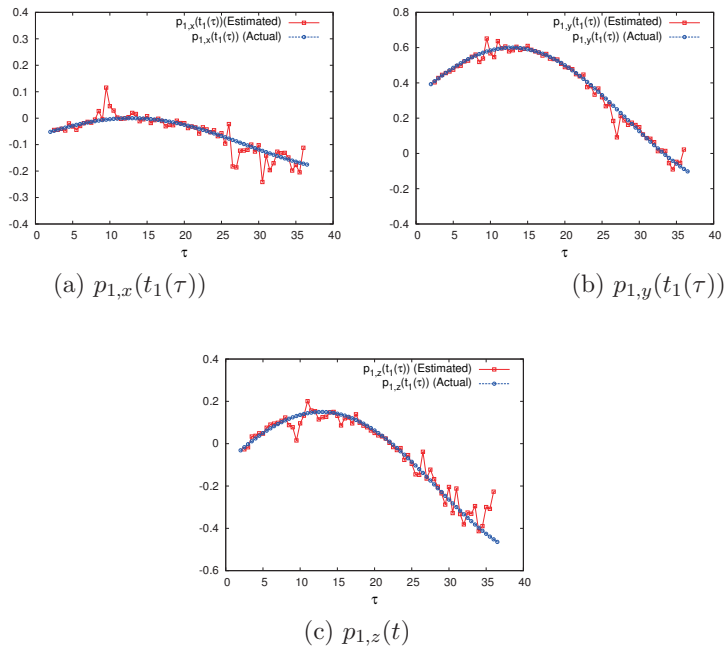 p1,x(t1(τ))(Estimated)
p1,x(t1(τ)) (Actual)
0.4
0.3
0.2
0.1
0
-0.1
-0.2
-0.3
-0.4
0 5 10 15 20 25 30 35 40
τ
(a) p1,x(t1(τ))
p1,y(t1(τ)) (Estimated)
p1,y(t1(τ)) (Actual)
0.8
0.6
0.4
0.2
0
-0.2
-0.4
0 5 10 15 20 25 30 35 40
τ
(b) p1,y(t1(τ))
p1,z(t1(τ)) (Estimated)
p1,z(t1(τ)) (Actual)
0.4
0.2
0
-0.2
-0.4
-0.6
0 5 10 15 20 25 30 35 40
τ
(c) p1,z(t)